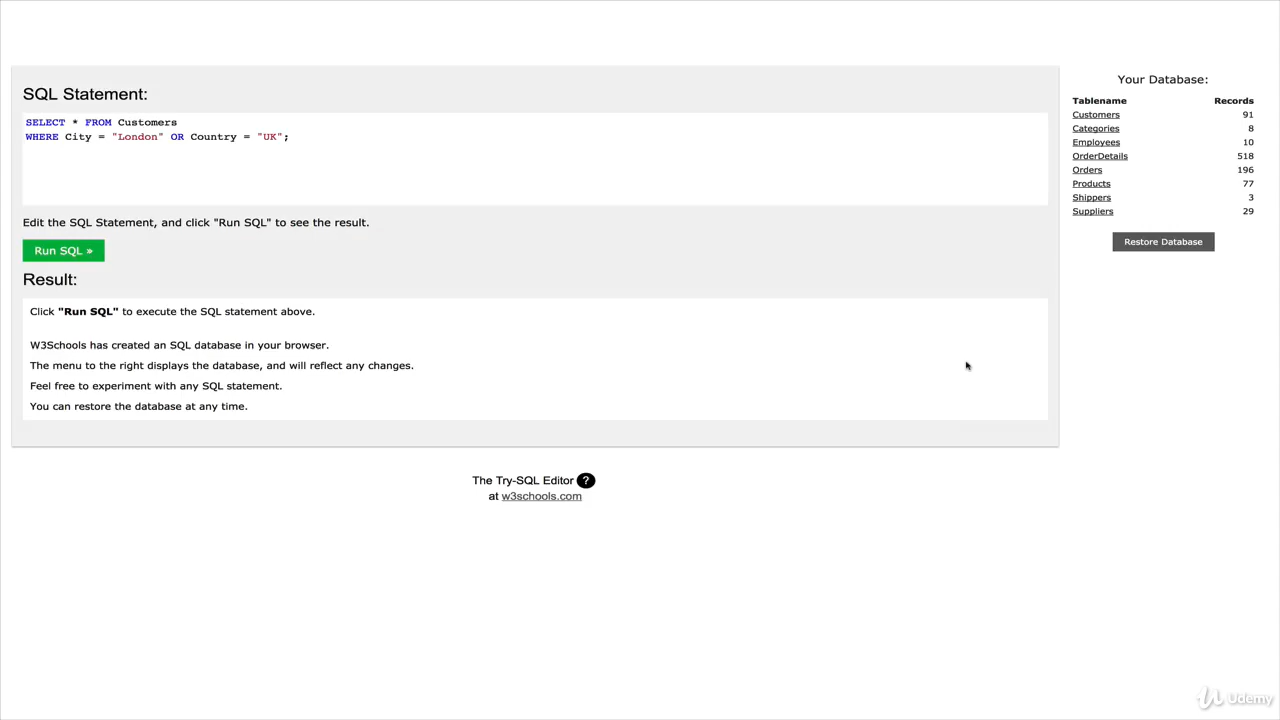 SQL Statement:
SELECT * FROM Customers
WHERE City = "London" OR Country = "UK";
Edit the SQL Statement, and click "Run SQL" to see the result.
Run SQL »
Result:
Click "Run SQL" to execute the SQL statement above.
W3Schools has created an SQL database in your browser.
The menu to the right displays the database, and will reflect any changes.
Feel free to experiment with any SQL statement.
You can restore the database at any time.
The Try-SQL Editor ?
at w3schools.com
Your Database:
Tablename Records
Customers 91
Categories 8
Employees 10
OrderDetails 518
Orders 196
Products 77
Shippers 3
Suppliers 29
Restore Database
Udemy